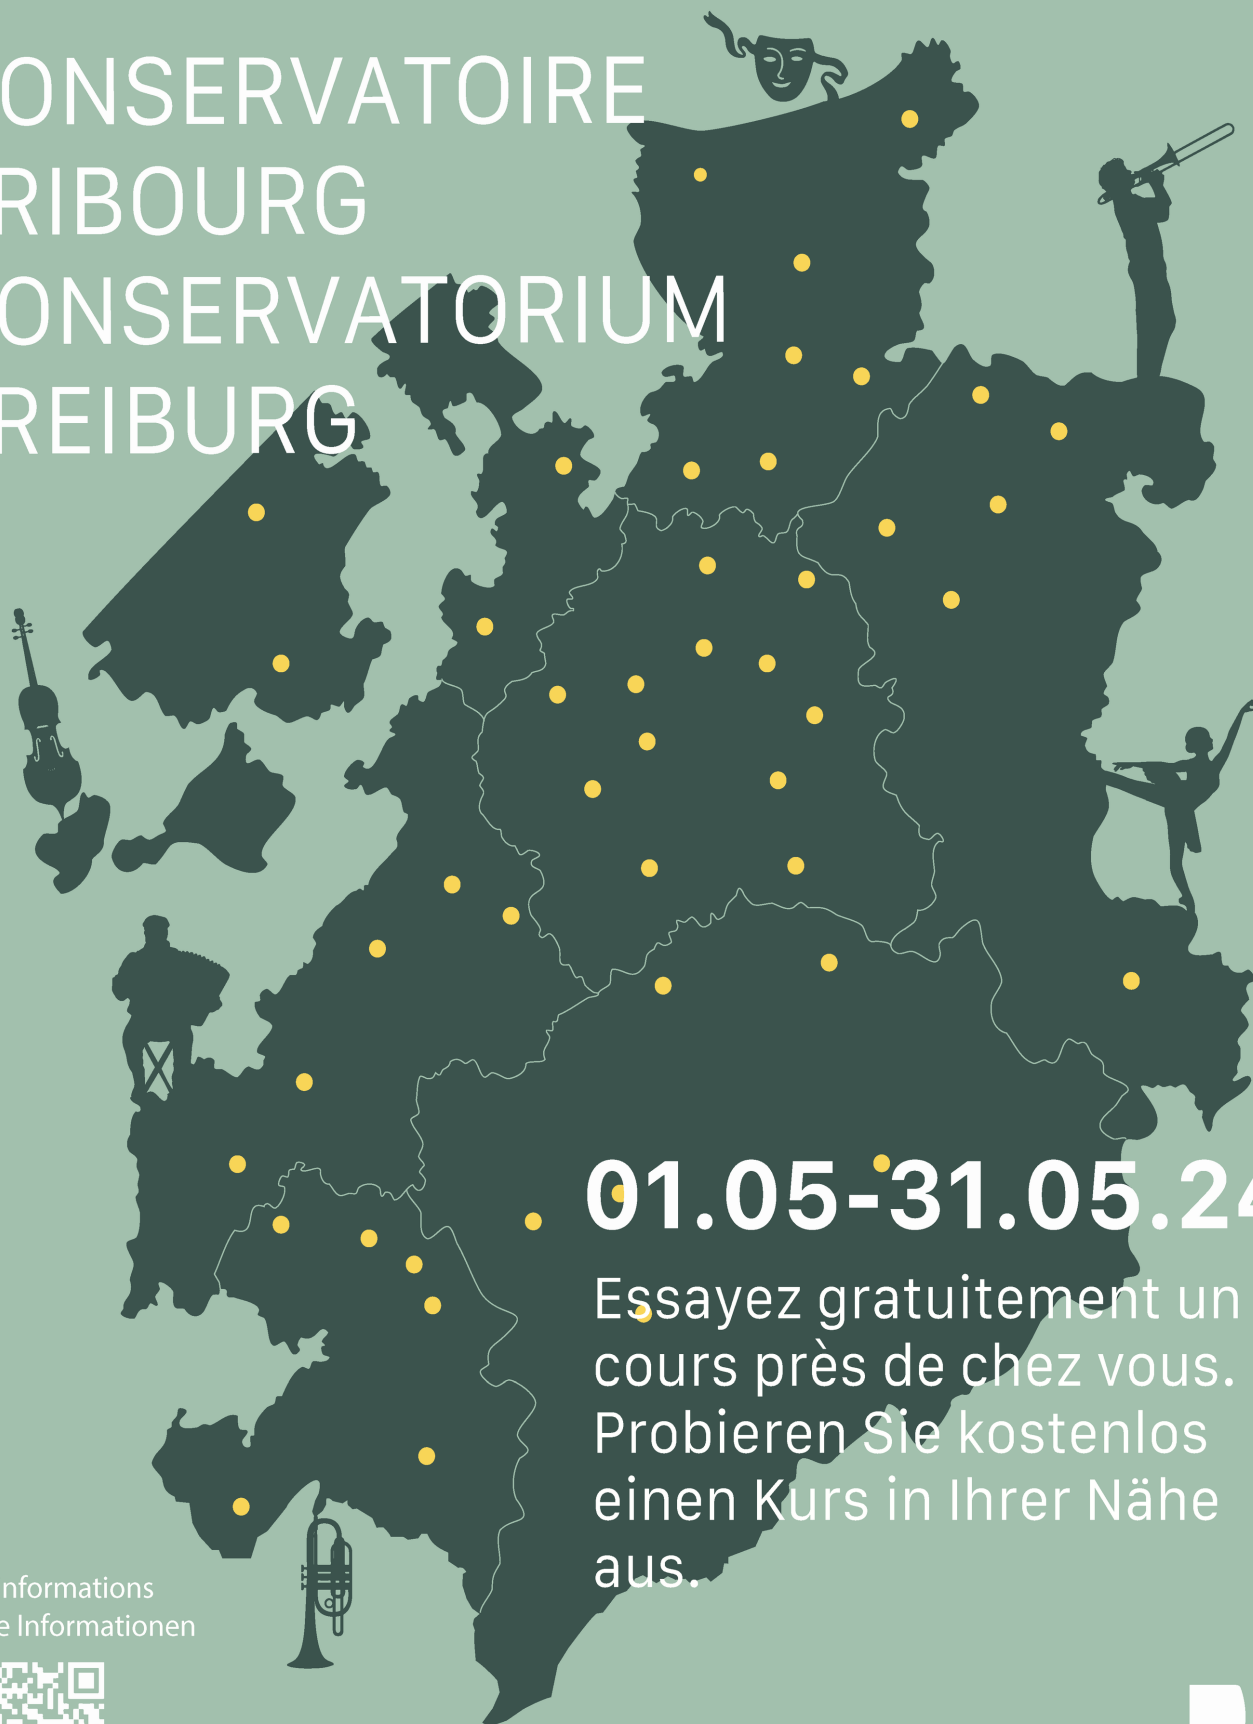 ONSERVATOIRE
RIBOURG
ONSERVATORIUM
REIBURG
01.05-31.05.24
Essayez gratuitement un
cours près de chez vous.
Probieren Sie kostenlos
einen Kurs in Ihrer Nähe
aus.
nformations
e Informationen